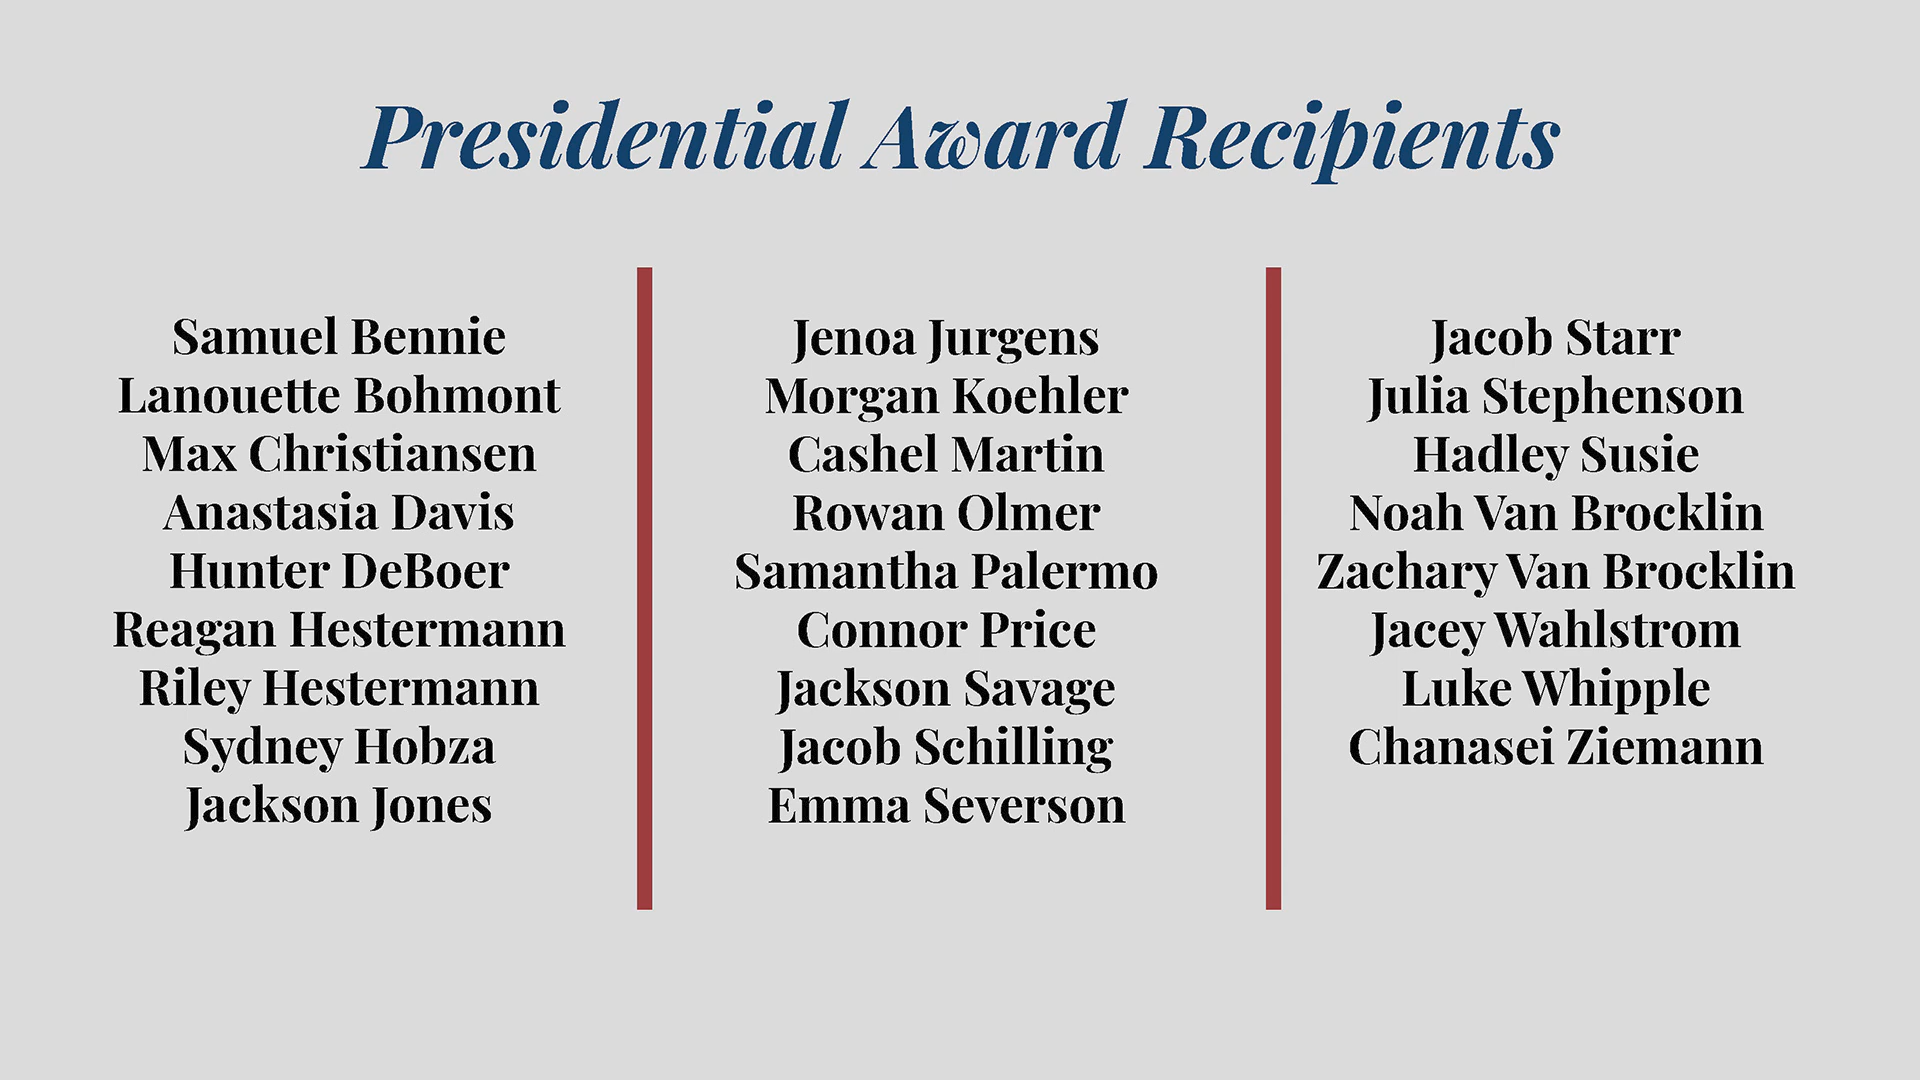 Presidential Award Recipients
Samuel Bennie
Lanouette Bohmont
Max Christiansen
Anastasia Davis
Hunter DeBoer
Reagan Hestermann
Riley Hestermann
Sydney Hobza
Jackson Jones
Jenoa Jurgens
Morgan Koehler
Cashel Martin
Rowan Olmer
Samantha Palermo
Connor Price
Jackson Savage
Jacob Schilling
Emma Severson
Jacob Starr
Julia Stephenson
Hadley Susie
Noah Van Brocklin
Zachary Van Brocklin
Jacey Wahlstrom
Luke Whipple
Chanasei Ziemann